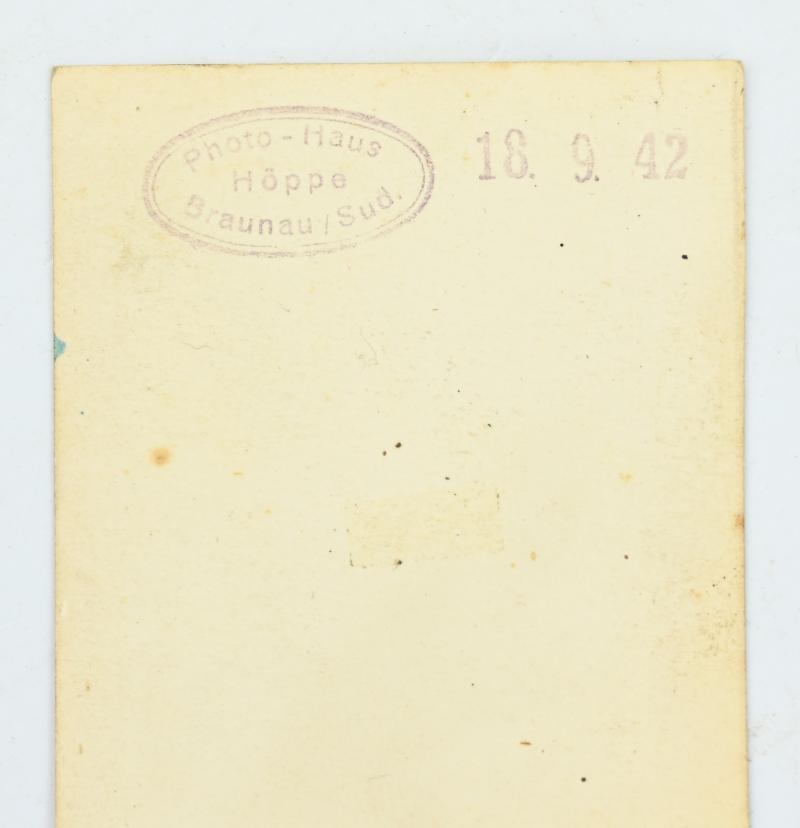 Photo-Haus
Höppe
Braunau/Sud.
18. 9. 42